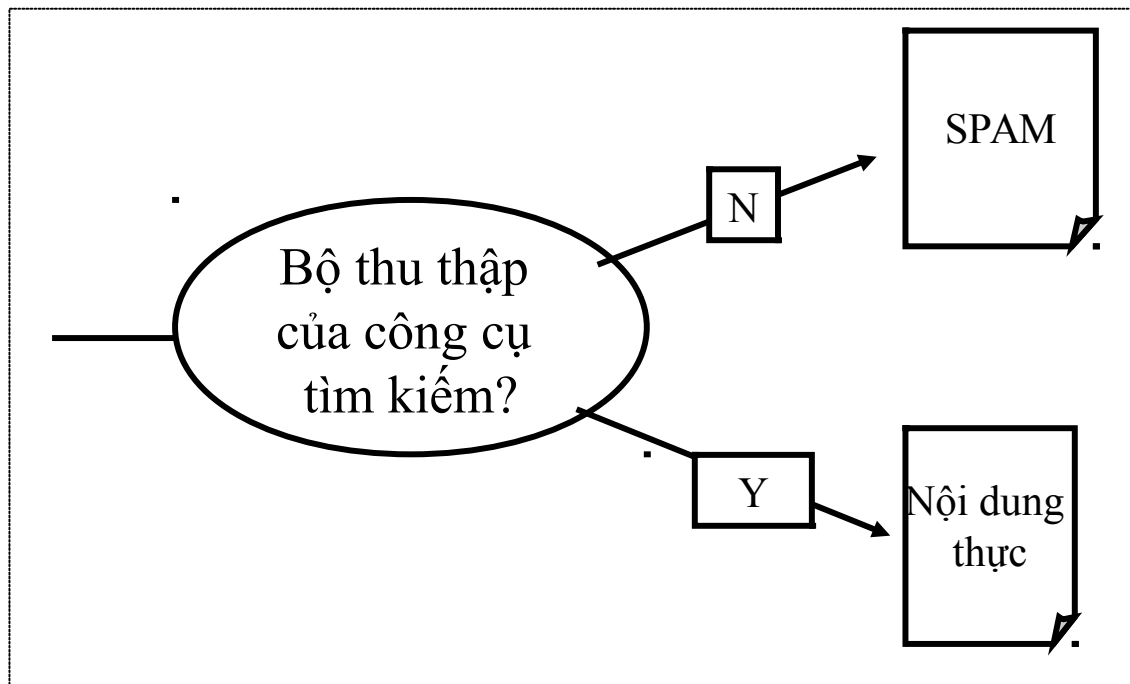 SPAM
N
Bộ thu thập
của công cụ
tìm kiếm?
Y
Nội dung
thực